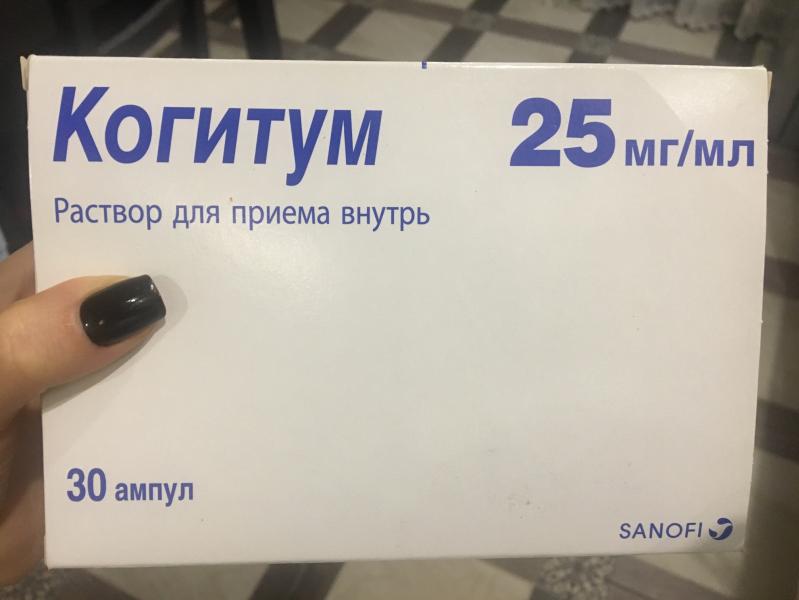 Когитум
25 мг/мл
Раствор для приема внутрь
30 ампул
SANOFI